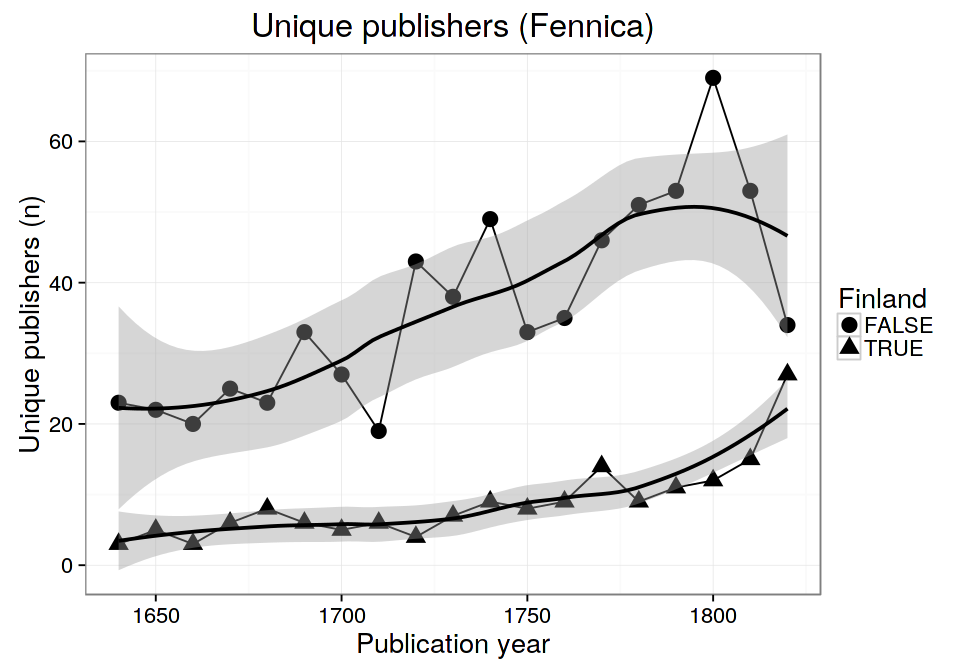 Unique publishers (Fennica)
Unique publishers (n)
60
40
20
0
1650
1700
1750
1800
Publication year
Finland
FALSE
TRUE